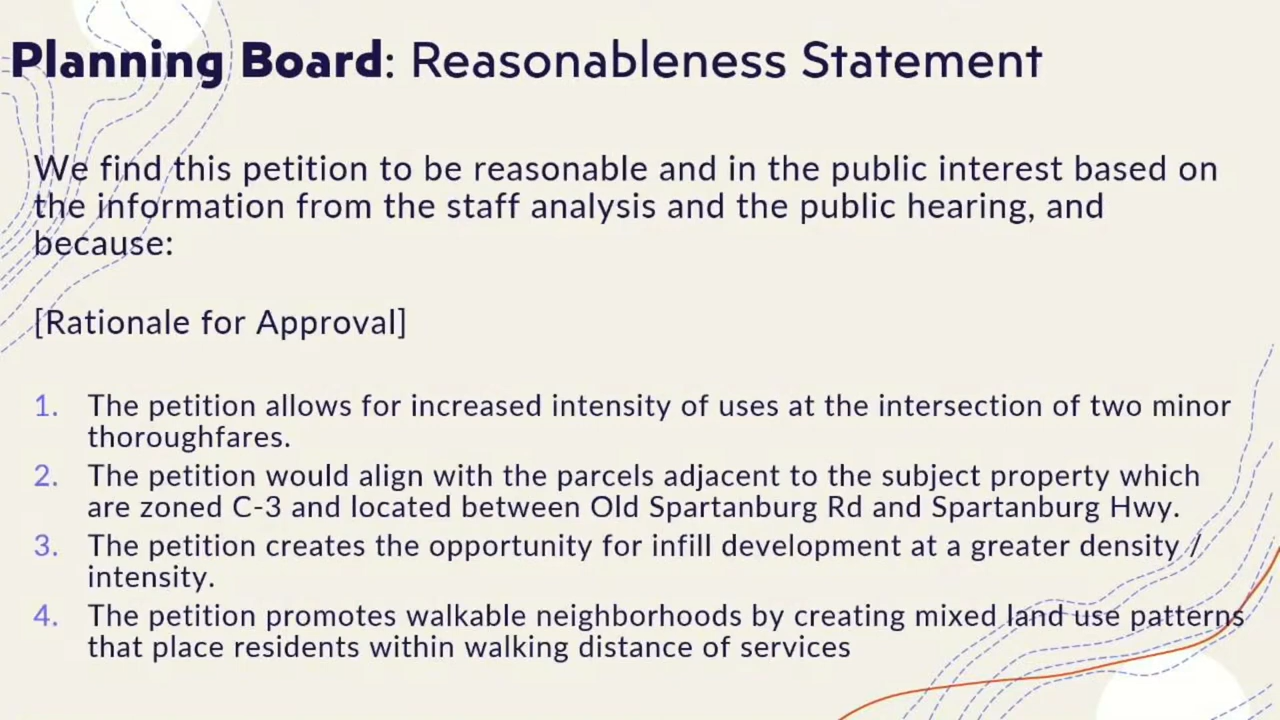 Planning Board: Reasonableness Statement
We find this petition to be reasonable and in the public interest based on
the information from the staff analysis and the public hearing, and
because:
[Rationale for Approval]
1. The petition allows for increased intensity of uses at the intersection of two minor
thoroughfares.
2. The petition would align with the parcels adjacent to the subject property which
are zoned C-3 and located between Old Spartanburg Rd and Spartanburg Hwy.
3. The petition creates the opportunity for infill development at a greater density /
intensity.
4. The petition promotes walkable neighborhoods by creating mixed land use patterns
that place residents within walking distance of services